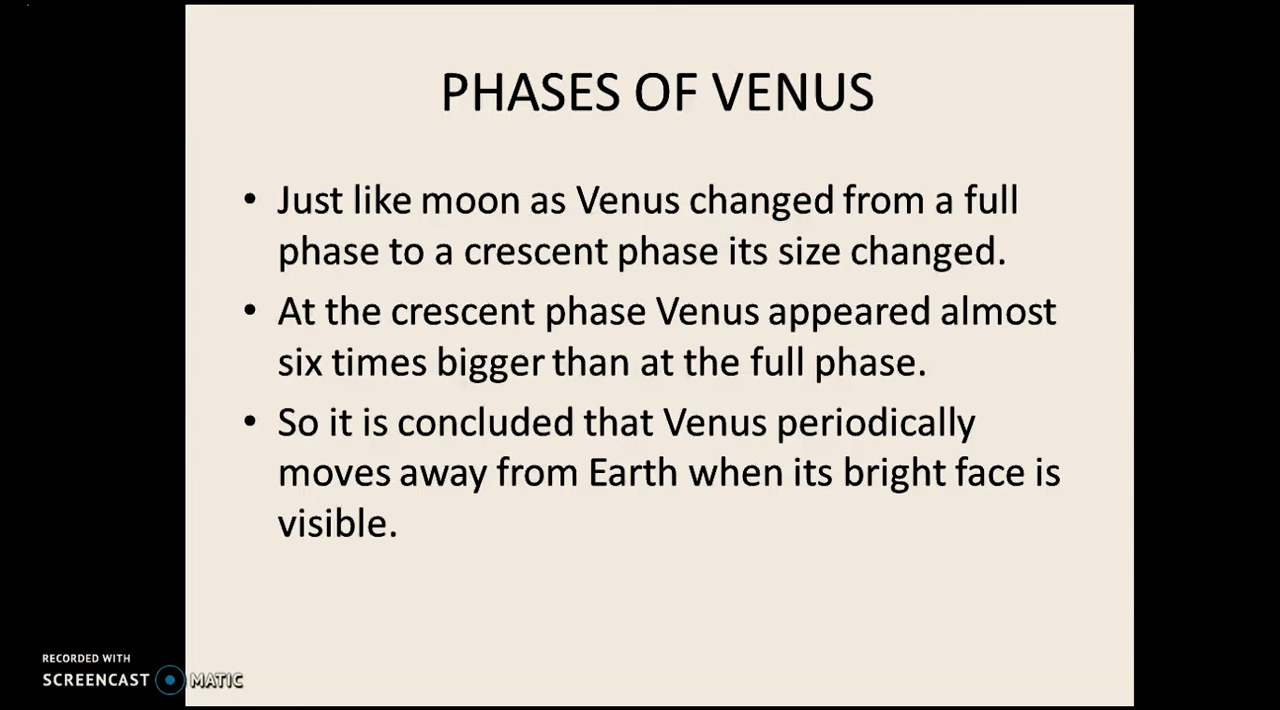 PHASES OF VENUS
• Just like moon as Venus changed from a full
phase to a crescent phase its size changed.
• At the crescent phase Venus appeared almost
six times bigger than at the full phase.
• So it is concluded that Venus periodically
moves away from Earth when its bright face is
visible.
RECORDED WITH
SCREENCAST MATIC